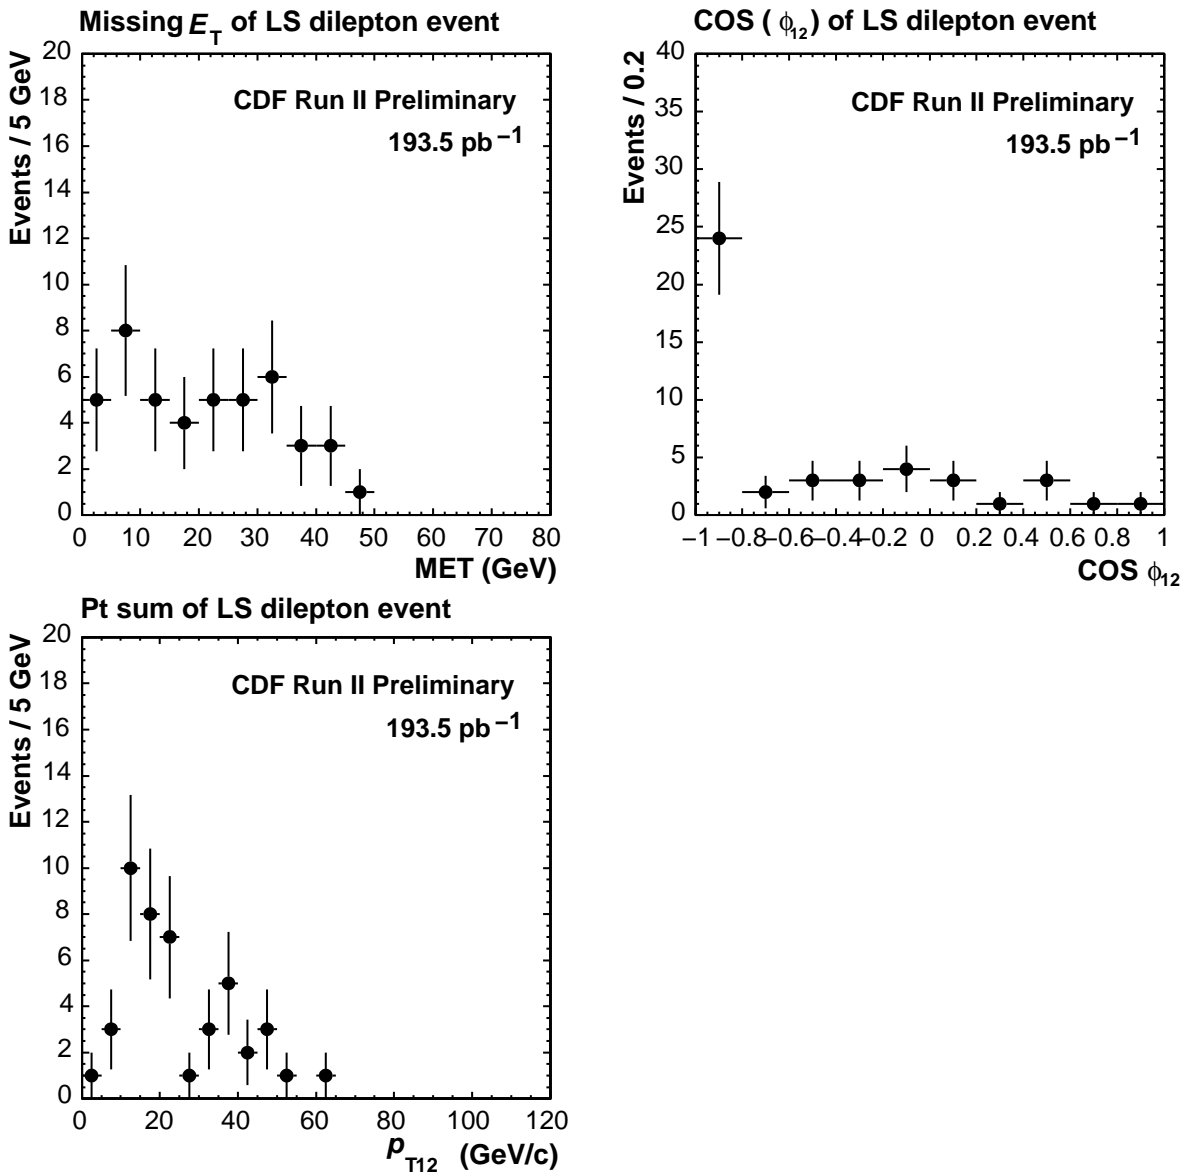 Missing E_T of LS dilepton event
Events / 5 GeV
20
18
16
14
12
10
8
6
4
2
0
CDF Run II Preliminary
193.5 pb⁻¹
0 10 20 30 40 50 60 70 80
MET (GeV)
COS ( ϕ₁₂) of LS dilepton event
Events / 0.2
40
35
30
25
20
15
10
5
0
CDF Run II Preliminary
193.5 pb⁻¹
−1 −0.8 −0.6 −0.4 −0.2 0 0.2 0.4 0.6 0.8 1
COS ϕ₁₂
Pt sum of LS dilepton event
Events / 5 GeV
20
18
16
14
12
10
8
6
4
2
0
CDF Run II Preliminary
193.5 pb⁻¹
0 20 40 60 80 100 120
p_T12 (GeV/c)